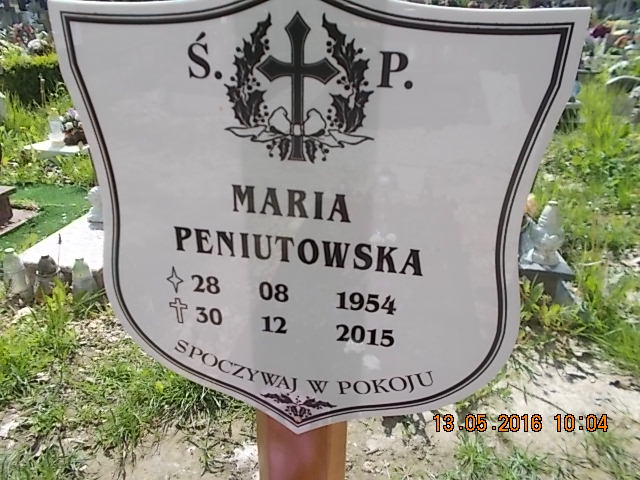 Ś. P.
MARIA
PENIUTOWSKA
28 08 1954
30 12 2015
SPOCZYWAJ W POKOJU
13.05.2016 10:04